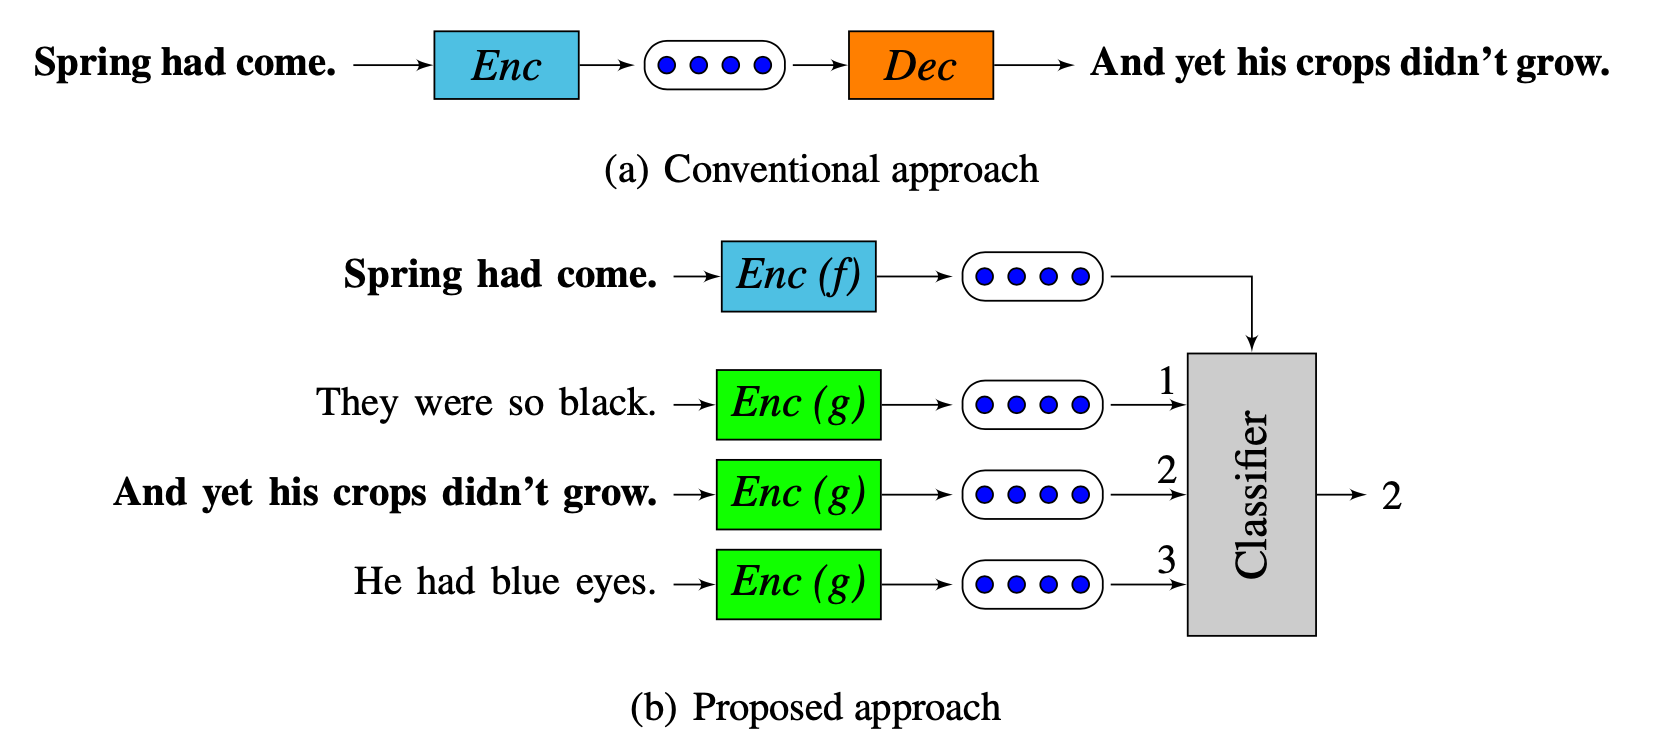 Spring had come. Enc Dec And yet his crops didn’t grow.
(a) Conventional approach
Spring had come. Enc (f)
They were so black. Enc (g) 1
And yet his crops didn’t grow. Enc (g) 2 Classifier 2
He had blue eyes. Enc (g) 3
(b) Proposed approach